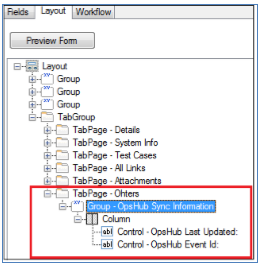 Fields Layout Workflow
Preview Form
Layout
Group
Group
Group
TabGroup
TabPage - Details
TabPage - System Info
TabPage - Test Cases
TabPage - All Links
TabPage - Attachments
TabPage - Ohters
Group - OpsHub Sync Information
Column
Control - OpsHub Last Updated:
Control - OpsHub Event Id: